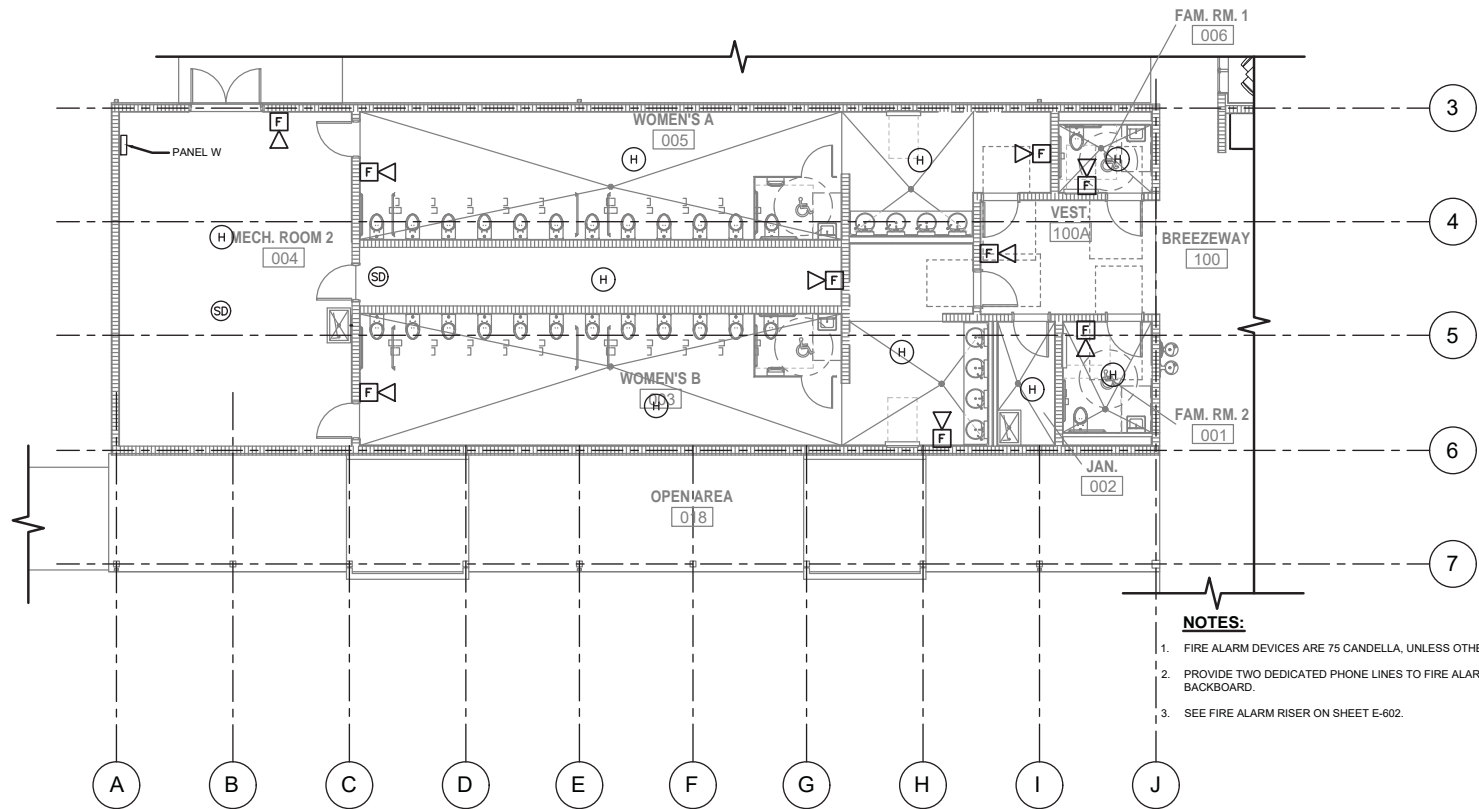 FAM. RM. 1
006
3
WOMEN'S A
005
F
PANEL W
H
H
F
H
F
F
4
VEST.
100A
H
MECH. ROOM 2
004
BREEZEWAY
100
F
SD
H
F
SD
5
F
H
WOMEN'S B
003
H
H
H
F
FAM. RM. 2
001
F
6
JAN.
002
OPEN AREA
018
7
NOTES:
1. FIRE ALARM DEVICES ARE 75 CANDELLA, UNLESS OTHE
2. PROVIDE TWO DEDICATED PHONE LINES TO FIRE ALAR
BACKBOARD.
3. SEE FIRE ALARM RISER ON SHEET E-602.
A B C D E F G H I J